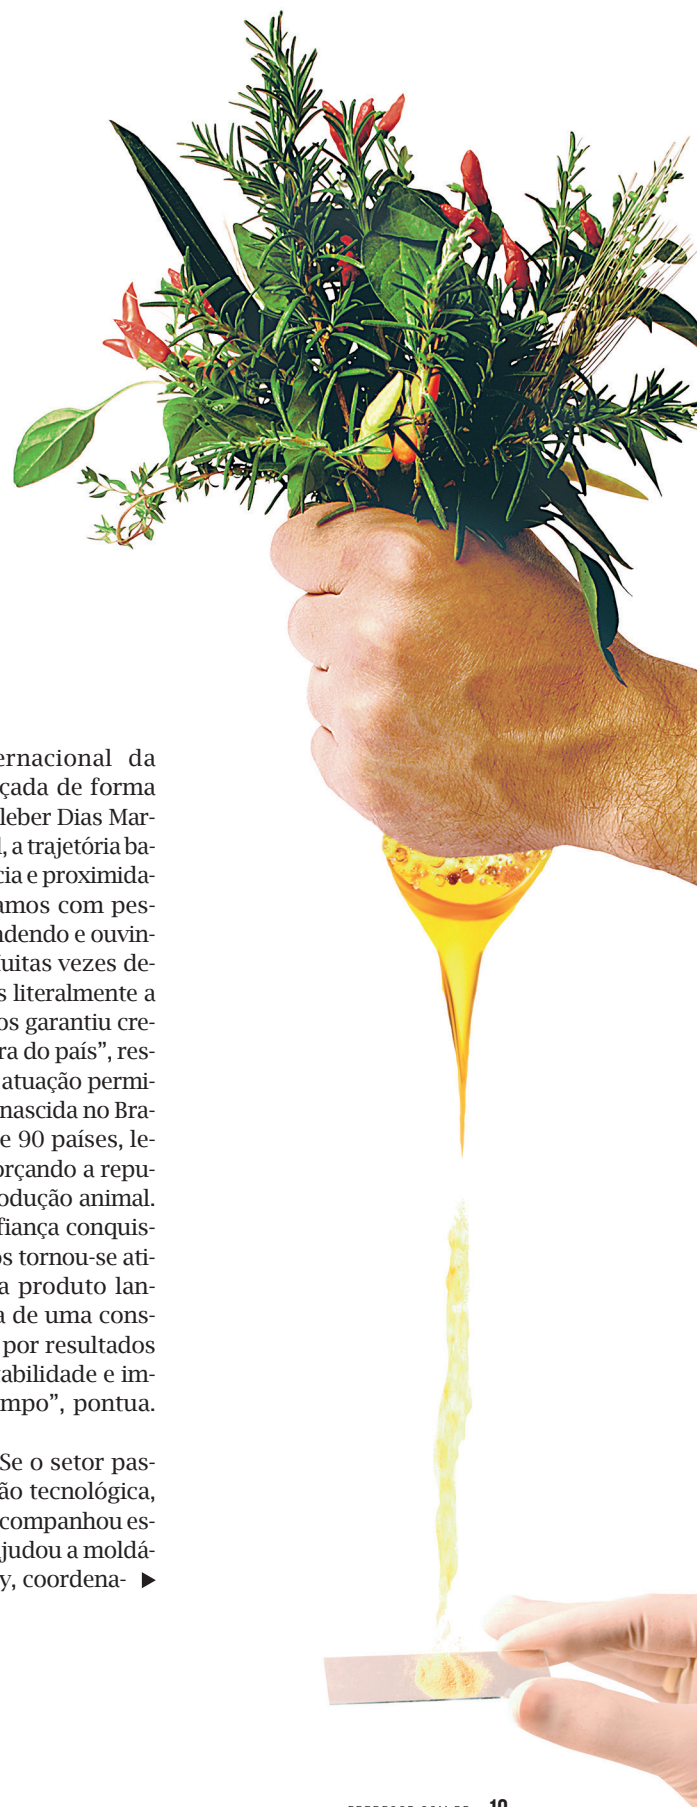 ernacional da
çada de forma
leber Dias Mar-
, a trajetória ba-
cia e proximida-
amos com pes-
ndendo e ouvin-
uitas vezes de-
s literalmente a
os garantiu cre-
ra do país”, res-
atuação permi-
nascida no Bra-
e 90 países, le-
orçando a repu-
odução animal.
fiança conquis-
os tornou-se ati-
a produto lan-
a de uma cons-
por resultados
abilidade e im-
mpo”, pontua.
Se o setor pas-
ão tecnológica,
companhou es-
judou a moldá-
y, coordena- ▶
19